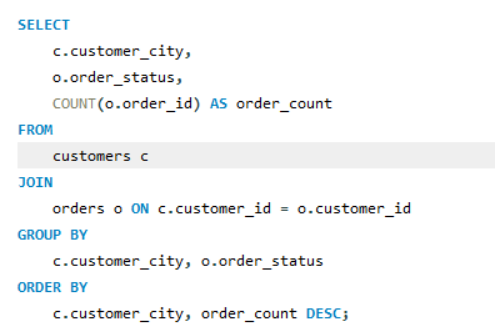 SELECT
c.customer_city,
o.order_status,
COUNT(o.order_id) AS order_count
FROM
customers c
JOIN
orders o ON c.customer_id = o.customer_id
GROUP BY
c.customer_city, o.order_status
ORDER BY
c.customer_city, order_count DESC;